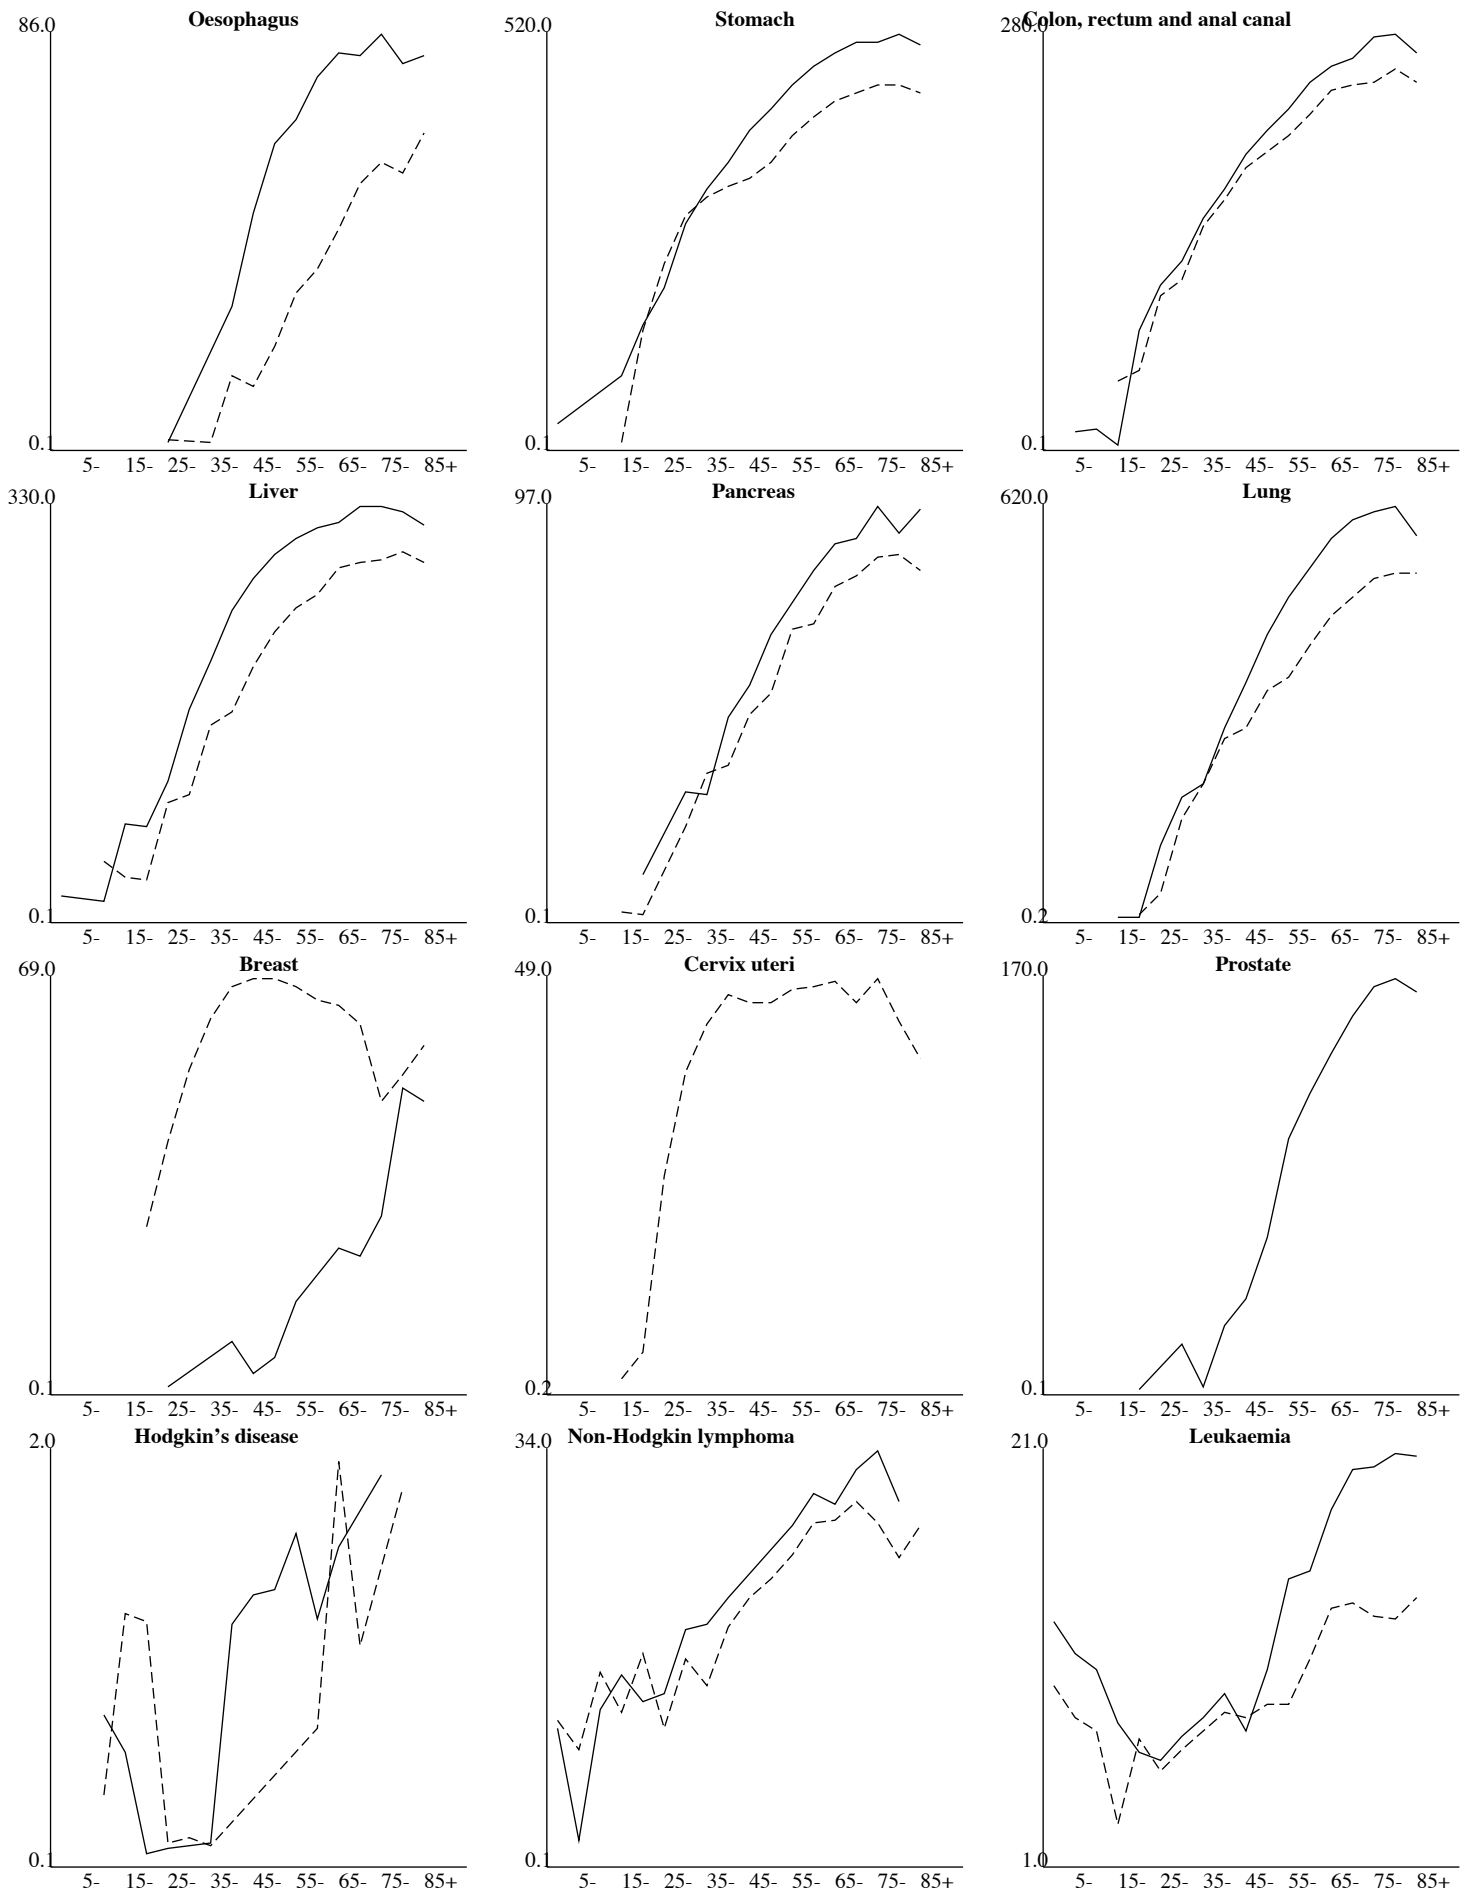 Oesophagus Stomach Colon, rectum and anal canal
86.0 520.0 280.0
0.1 0.1 0.1
5- 15- 25- 35- 45- 55- 65- 75- 85+ 5- 15- 25- 35- 45- 55- 65- 75- 85+ 5- 15- 25- 35- 45- 55- 65- 75- 85+
Liver Pancreas Lung
330.0 97.0 620.0
0.1 0.1 0.2
5- 15- 25- 35- 45- 55- 65- 75- 85+ 5- 15- 25- 35- 45- 55- 65- 75- 85+ 5- 15- 25- 35- 45- 55- 65- 75- 85+
Breast Cervix uteri Prostate
69.0 49.0 170.0
0.1 0.2 0.1
5- 15- 25- 35- 45- 55- 65- 75- 85+ 5- 15- 25- 35- 45- 55- 65- 75- 85+ 5- 15- 25- 35- 45- 55- 65- 75- 85+
Hodgkin’s disease Non-Hodgkin lymphoma Leukaemia
2.0 34.0 21.0
0.1 0.1 1.0
5- 15- 25- 35- 45- 55- 65- 75- 85+ 5- 15- 25- 35- 45- 55- 65- 75- 85+ 5- 15- 25- 35- 45- 55- 65- 75- 85+